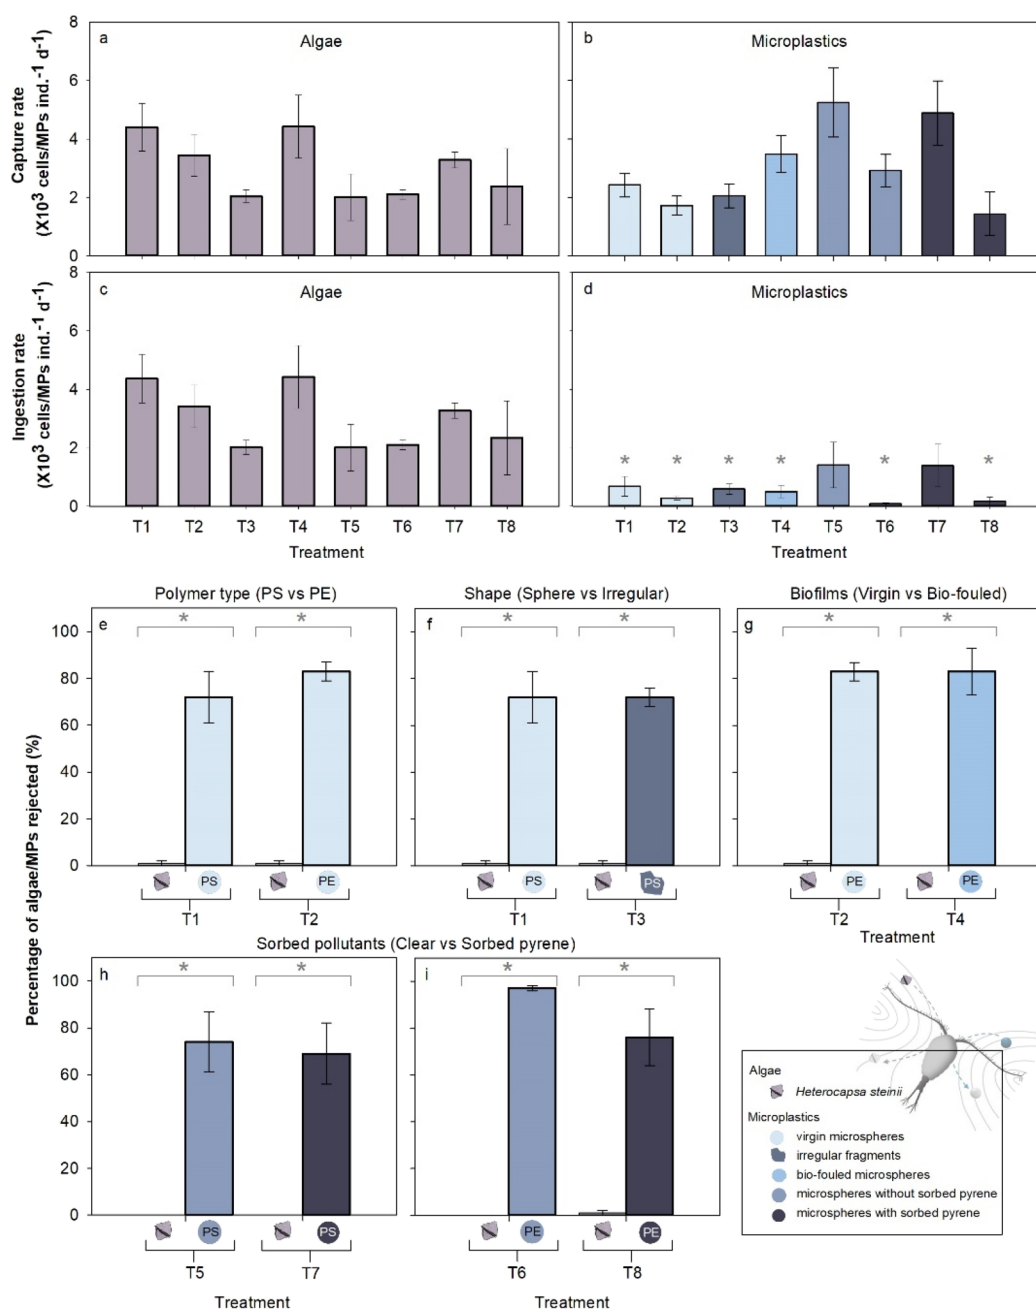 Capture rate
(X10³ cells/MPs ind.⁻¹ d⁻¹)
a
Algae
8
6
4
2
0
b
Microplastics
Ingestion rate
(X10³ cells/MPs ind.⁻¹ d⁻¹)
c
Algae
8
6
4
2
0
T1 T2 T3 T4 T5 T6 T7 T8
Treatment
d
Microplastics
* * * * * *
T1 T2 T3 T4 T5 T6 T7 T8
Treatment
Percentage of algae/MPs rejected (%)
Polymer type (PS vs PE)
e
* *
100
80
60
40
20
0
PS PE
T1 T2
Shape (Sphere vs Irregular)
f
* *
PS PS
T1 T3
Biofilms (Virgin vs Bio-fouled)
g
* *
PE PE
T2 T4
Treatment
Sorbed pollutants (Clear vs Sorbed pyrene)
h
* *
100
80
60
40
20
0
PS PS
T5 T7
Treatment
i
* *
PE PE
T6 T8
Treatment
Algae
Heterocapsa steinii
Microplastics
virgin microspheres
irregular fragments
bio-fouled microspheres
microspheres without sorbed pyrene
microspheres with sorbed pyrene